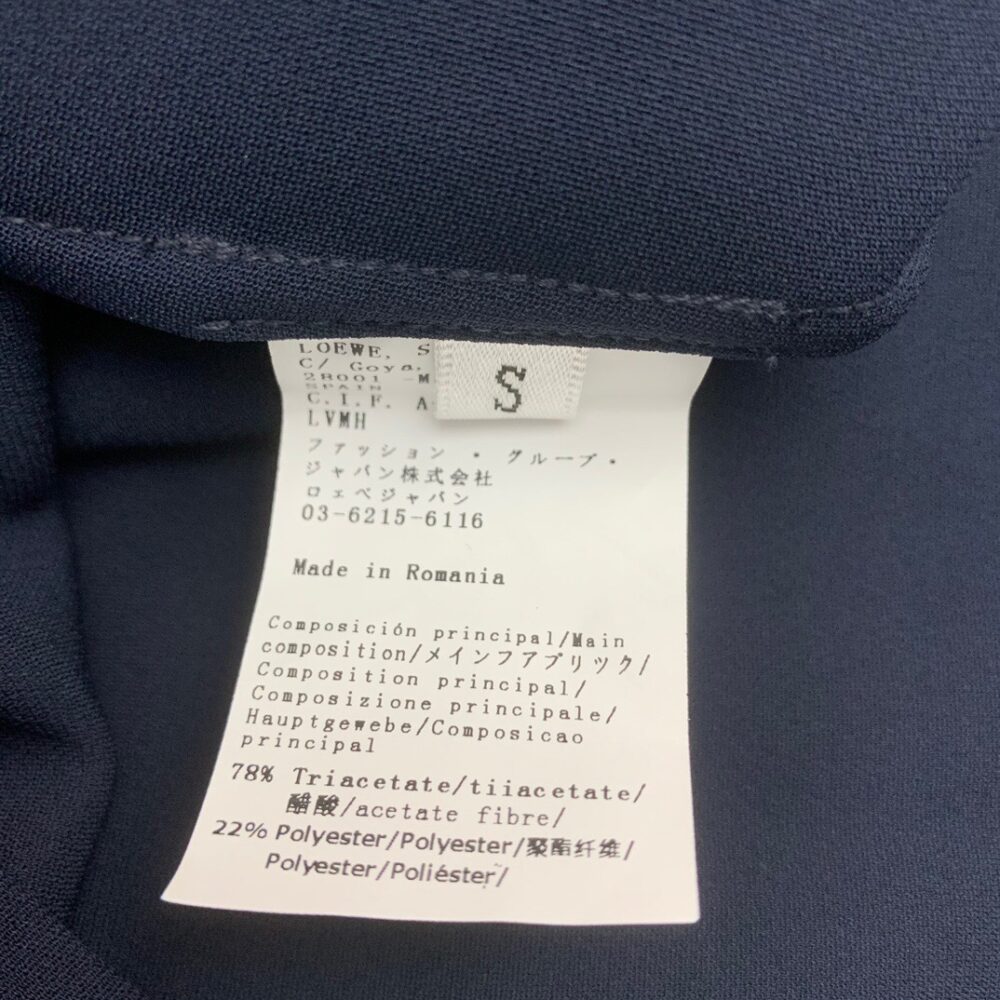 LOEWE, S
C/ Goya,
28001 -M
SPAIN
C.I.F. A
LVMH
S
ファッション・グループ・
ジャパン株式会社
ロエベジャパン
03-6215-6116
Made in Romania
Composición principal/Main
composition/メインファブリック/
Composition principal/
Composizione principale/
Hauptgewebe/Composicao
principal
78% Triacetate/tiiacetate/
醋酸/acetate fibre/
22% Polyester/Polyester/聚酯纤维/
Polyester/Poliéster/